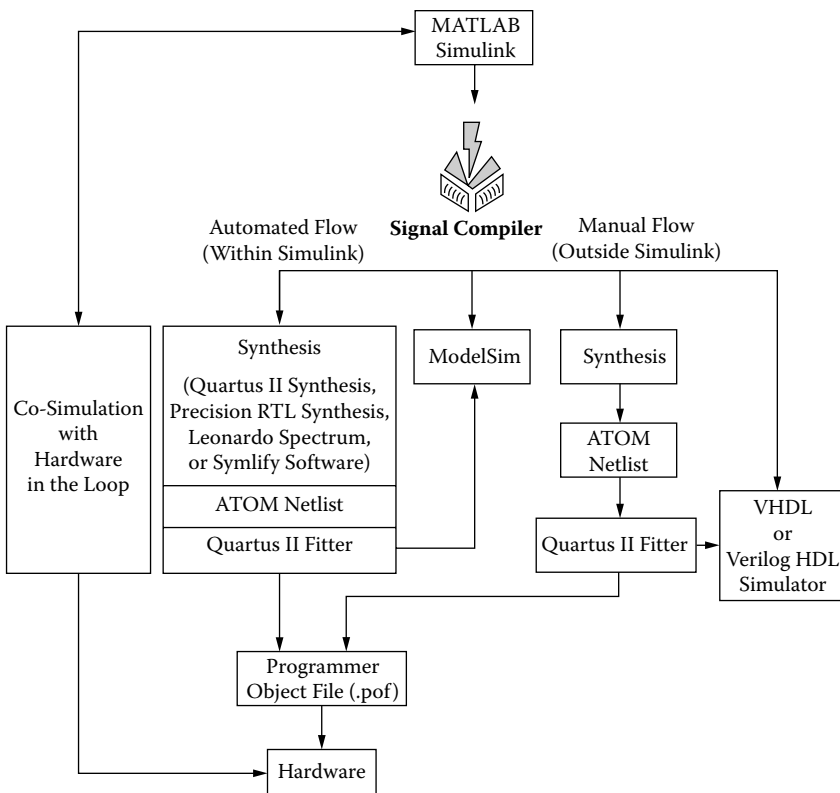 MATLAB
Simulink
Signal Compiler
Automated Flow
(Within Simulink)
Manual Flow
(Outside Simulink)
Co-Simulation
with
Hardware
in the Loop
Synthesis
(Quartus II Synthesis,
Precision RTL Synthesis,
Leonardo Spectrum,
or Symlify Software)
ATOM Netlist
Quartus II Fitter
ModelSim
Synthesis
ATOM
Netlist
Quartus II Fitter
VHDL
or
Verilog HDL
Simulator
Programmer
Object File (.pof)
Hardware